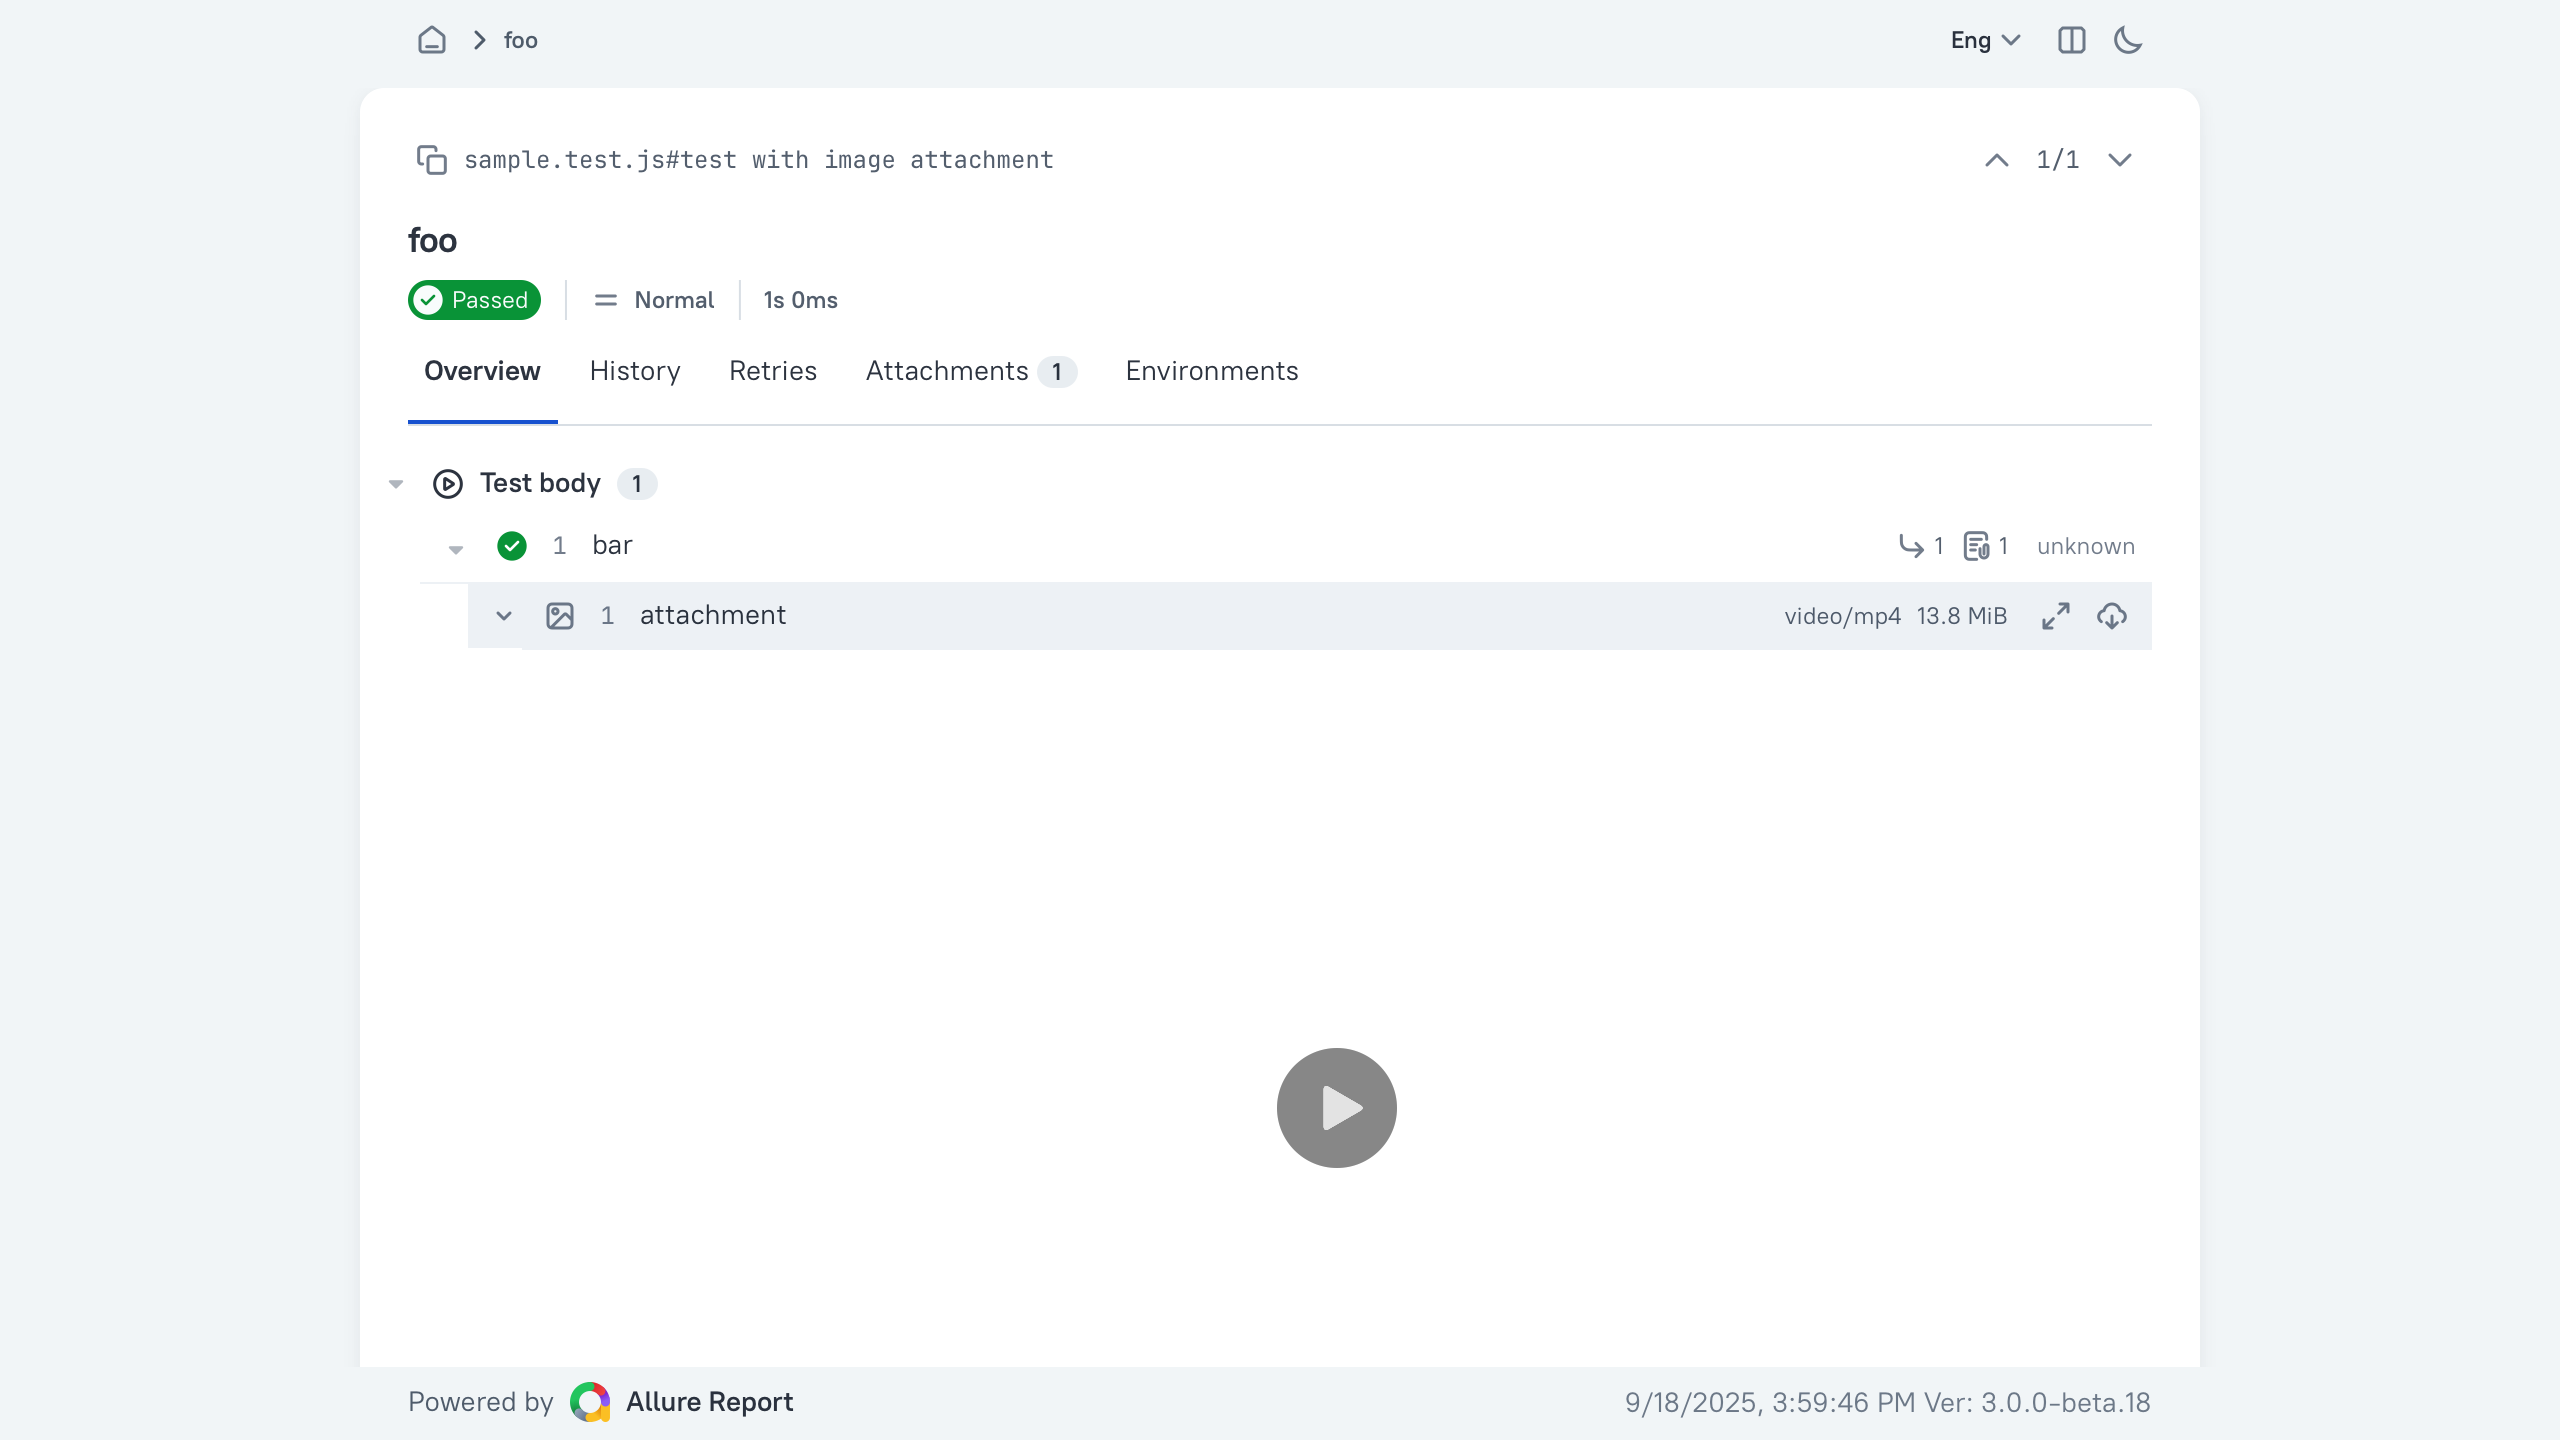 foo
Eng
sample.test.js#test with image attachment
1/1
foo
Passed Normal 1s 0ms
Overview History Retries Attachments 1 Environments
Test body 1
1 bar 1 1 unknown
1 attachment video/mp4 13.8 MiB
Powered by Allure Report 9/18/2025, 3:59:46 PM Ver: 3.0.0-beta.18